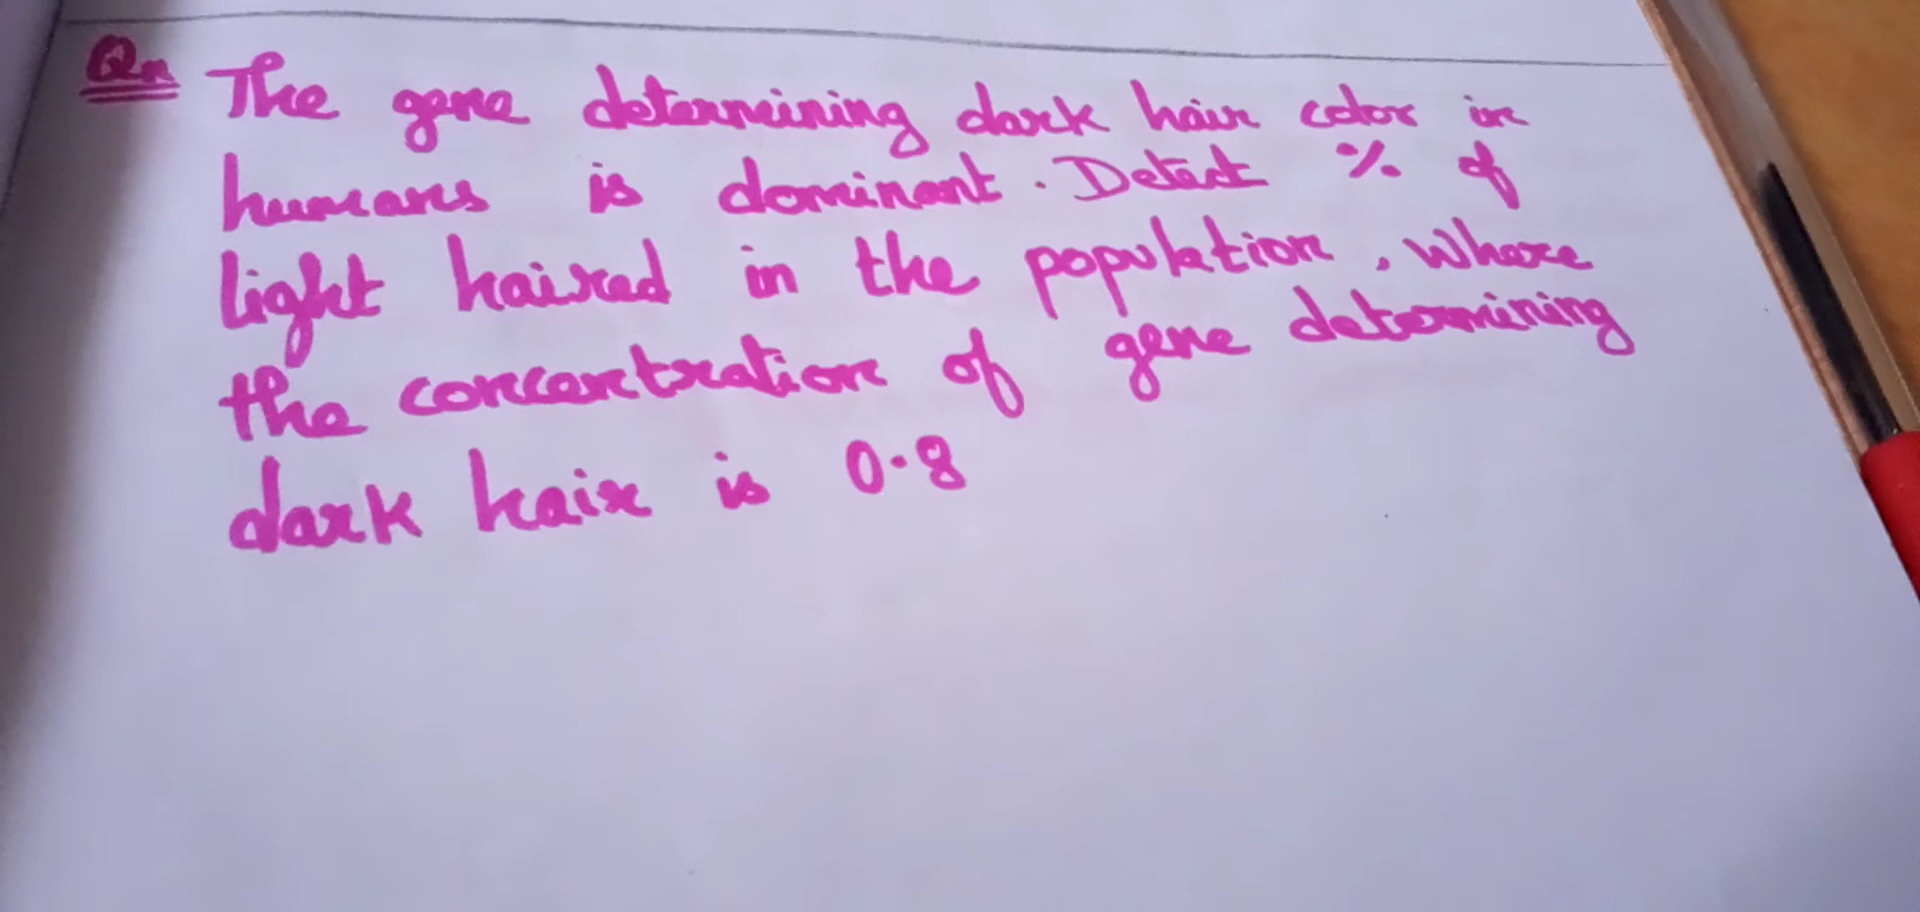 Qn The gene determining dark hair color in
humans is dominant. Detect % of
light haired in the population, where
the concentration of gene determining
dark hair is 0.8